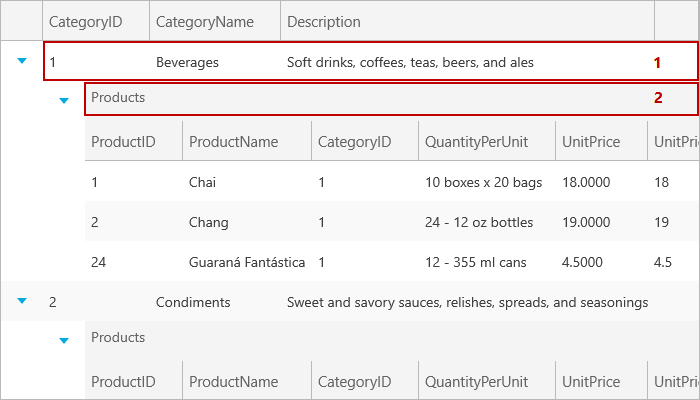 CategoryID CategoryName Description
1 Beverages Soft drinks, coffees, teas, beers, and ales 1
Products 2
ProductID ProductName CategoryID QuantityPerUnit UnitPrice UnitPri
1 Chai 1 10 boxes x 20 bags 18.0000 18
2 Chang 1 24 - 12 oz bottles 19.0000 19
24 Guaraná Fantástica 1 12 - 355 ml cans 4.5000 4.5
2 Condiments Sweet and savory sauces, relishes, spreads, and seasonings
Products
ProductID ProductName CategoryID QuantityPerUnit UnitPrice UnitPri